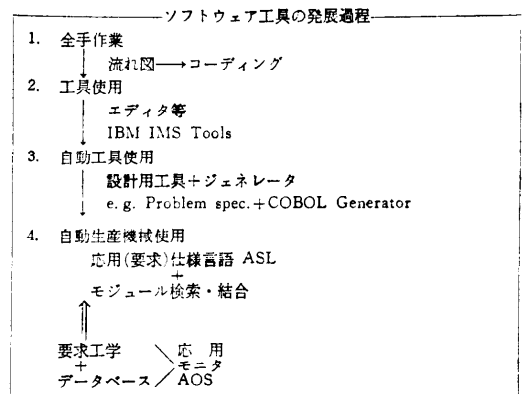 ソフトウェア工具の発展過程
1. 全手作業
流れ図→コーディング
2. 工具使用
エディタ等
IBM IMS Tools
3. 自動工具使用
設計用工具+ジェネレータ
e.g. Problem spec.+COBOL Generator
4. 自動生産機械使用
応用(要求)仕様言語 ASL
+
モジュール検索・結合
要求工学 応用
+ モニタ
データベース AOS